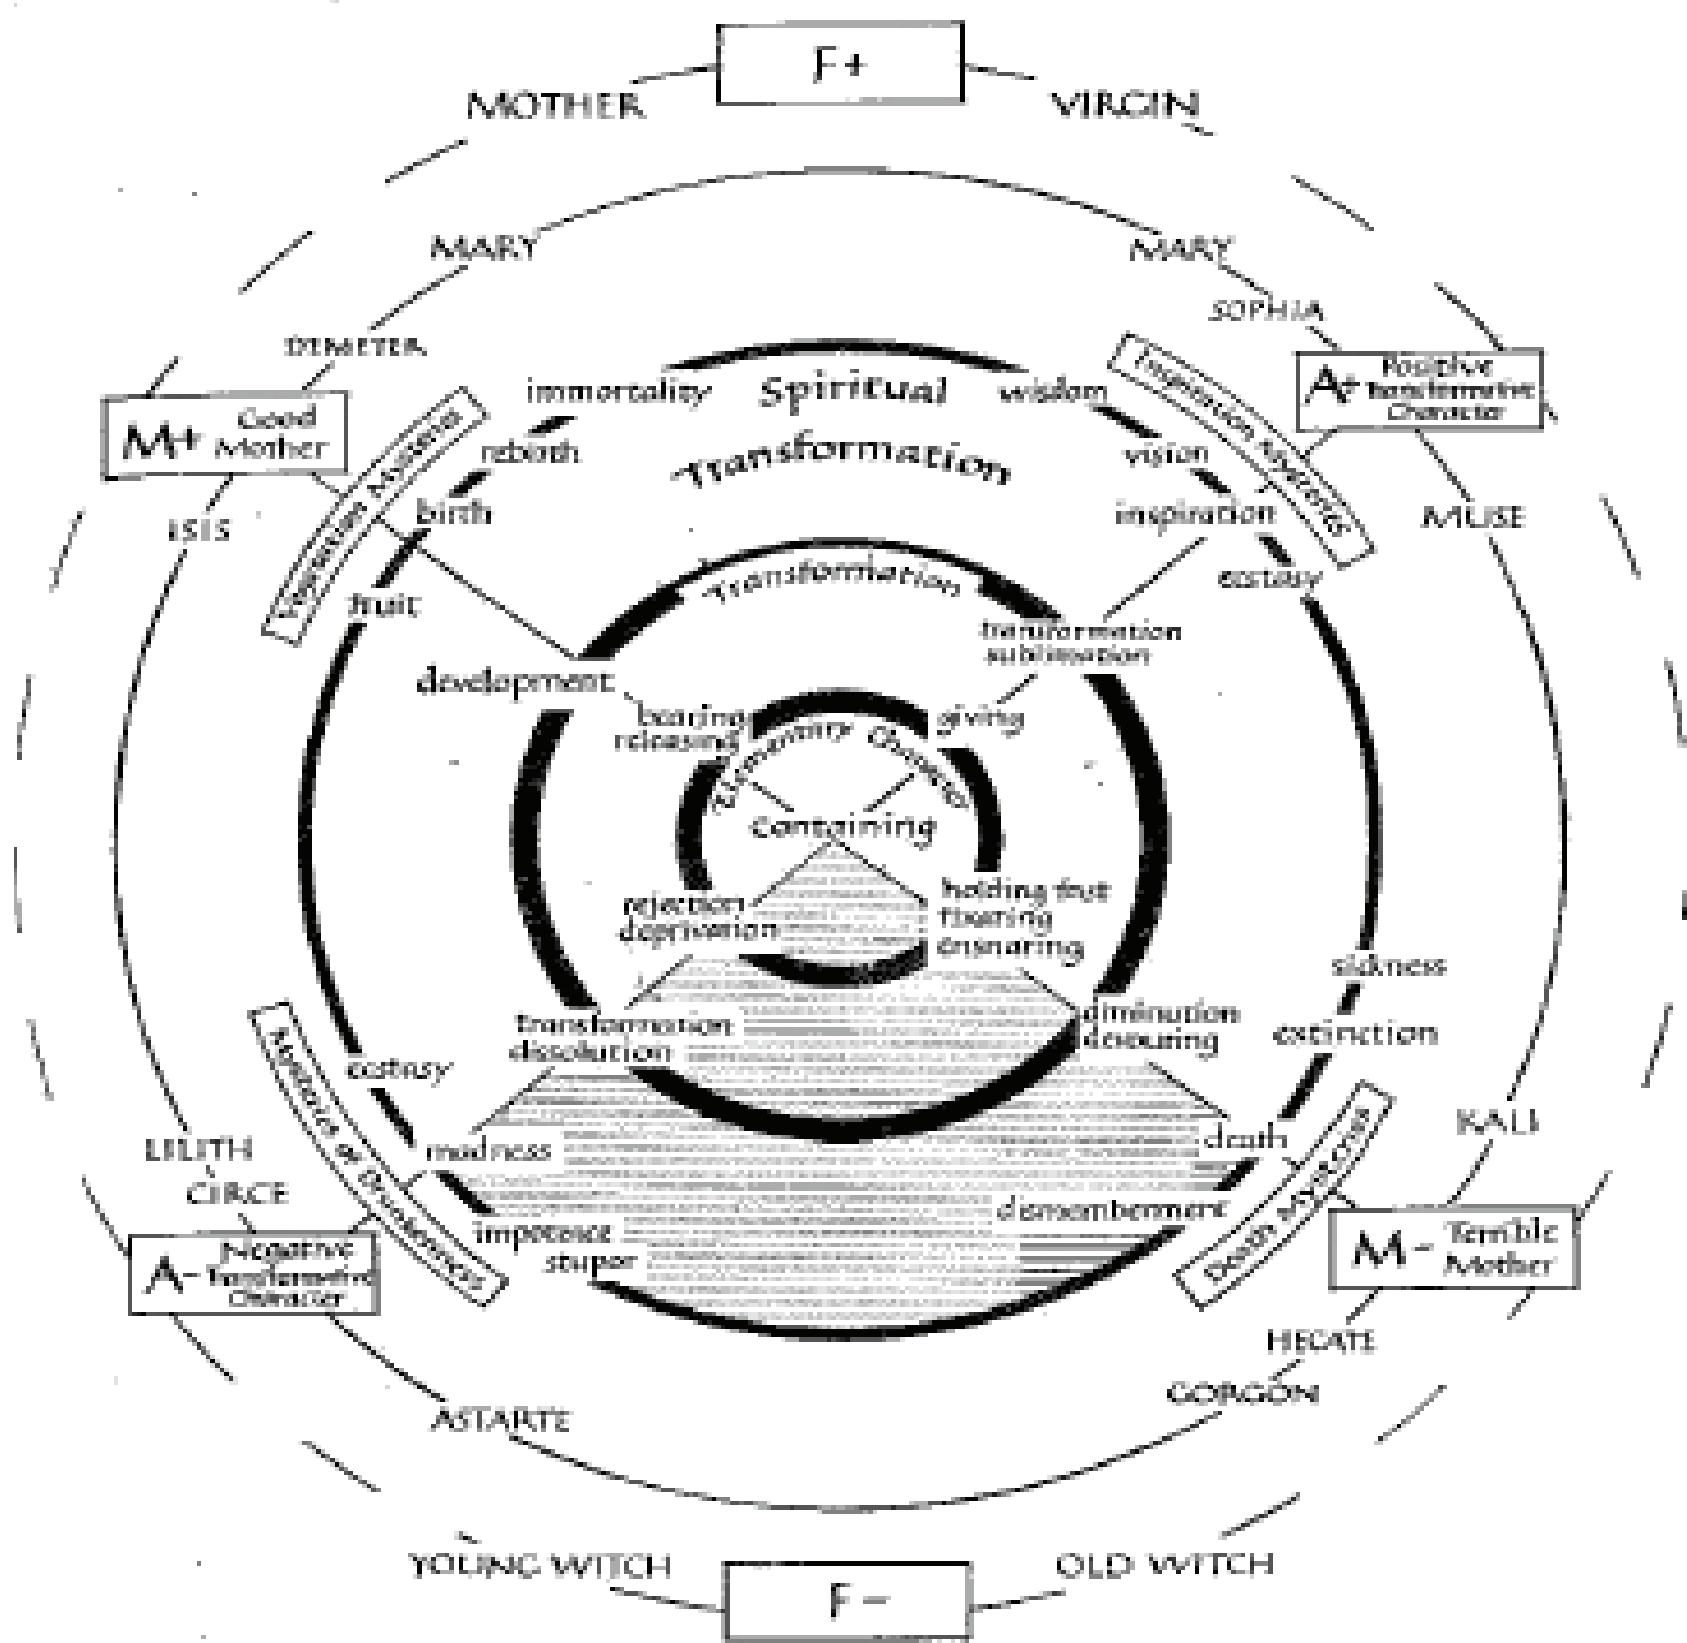 F+
MOTHER
VIRGIN
MARY
MARY
SOPHIA
DEMETER
A+ Positive
Transformative
Character
immortality
Spiritual
wisdom
Inspiration Mysteries
M+ Good
Mother
rebirth
Transformation
vision
Vegetation Mysteries
birth
inspiration
MUSE
ISIS
Transformation
ecstasy
fruit
transformation
sublimation
development
bearing
releasing
giving
Elementary Character
containing
rejection
deprivation
holding fast
fixating
ensnaring
sickness
transformation
dissolution
diminution
devouring
extinction
ecstasy
Mysteries of Drunkenness
KALI
LILITH
madness
death
CIRCE
Death Mysteries
dismemberment
impotence
stupor
A- Negative
Transformative
Character
M- Terrible
Mother
HECATE
GORGON
ASTARTE
YOUNG WITCH
OLD WITCH
F-